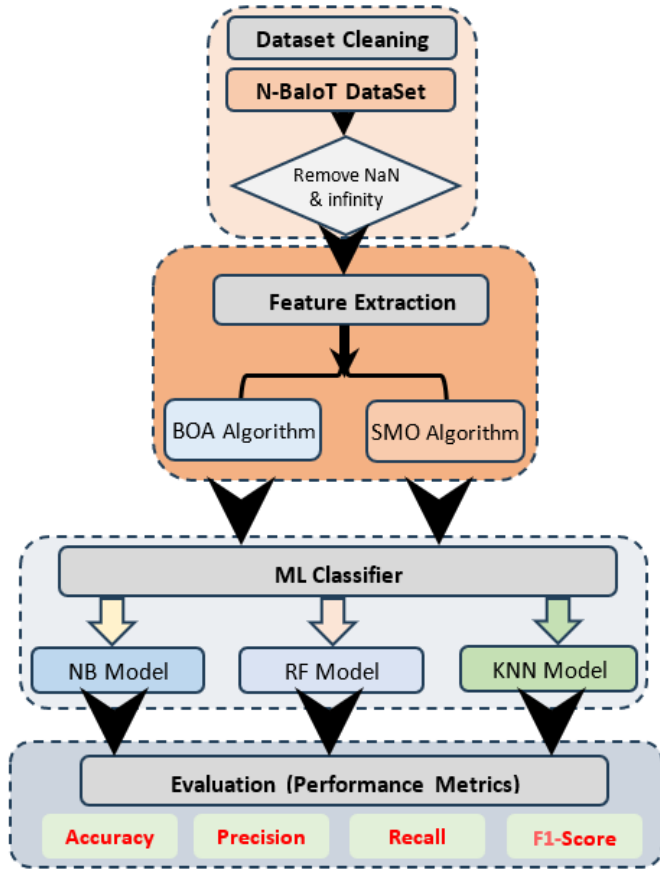 Dataset Cleaning
N-BaIoT DataSet
Remove NaN
& infinity
Feature Extraction
BOA Algorithm
SMO Algorithm
ML Classifier
NB Model
RF Model
KNN Model
Evaluation (Performance Metrics)
Accuracy
Precision
Recall
F1-Score